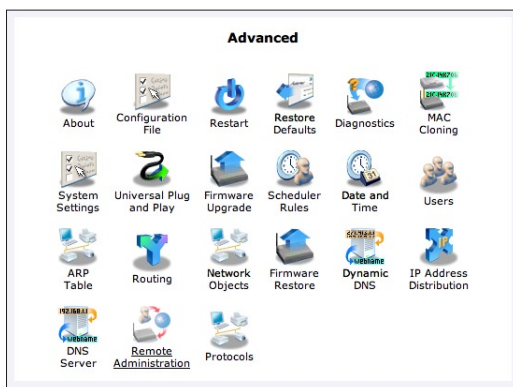 Advanced
About
Configuration
File
Restart
Restore
Defaults
Diagnostics
MAC
Cloning
System
Settings
Universal Plug
and Play
Firmware
Upgrade
Scheduler
Rules
Date and
Time
Users
ARP
Table
Routing
Network
Objects
Firmware
Restore
Dynamic
DNS
IP Address
Distribution
DNS
Server
Remote
Administration
Protocols